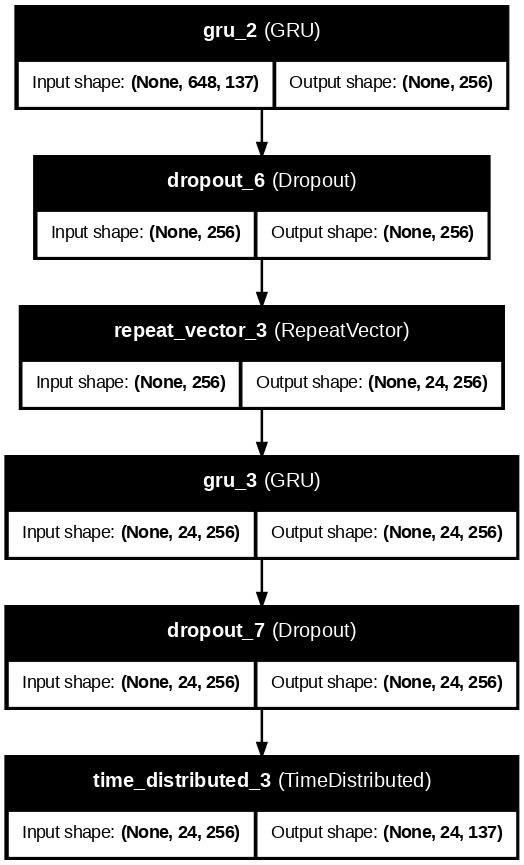 gru_2 (GRU)
Input shape: (None, 648, 137) Output shape: (None, 256)
dropout_6 (Dropout)
Input shape: (None, 256) Output shape: (None, 256)
repeat_vector_3 (RepeatVector)
Input shape: (None, 256) Output shape: (None, 24, 256)
gru_3 (GRU)
Input shape: (None, 24, 256) Output shape: (None, 24, 256)
dropout_7 (Dropout)
Input shape: (None, 24, 256) Output shape: (None, 24, 256)
time_distributed_3 (TimeDistributed)
Input shape: (None, 24, 256) Output shape: (None, 24, 137)